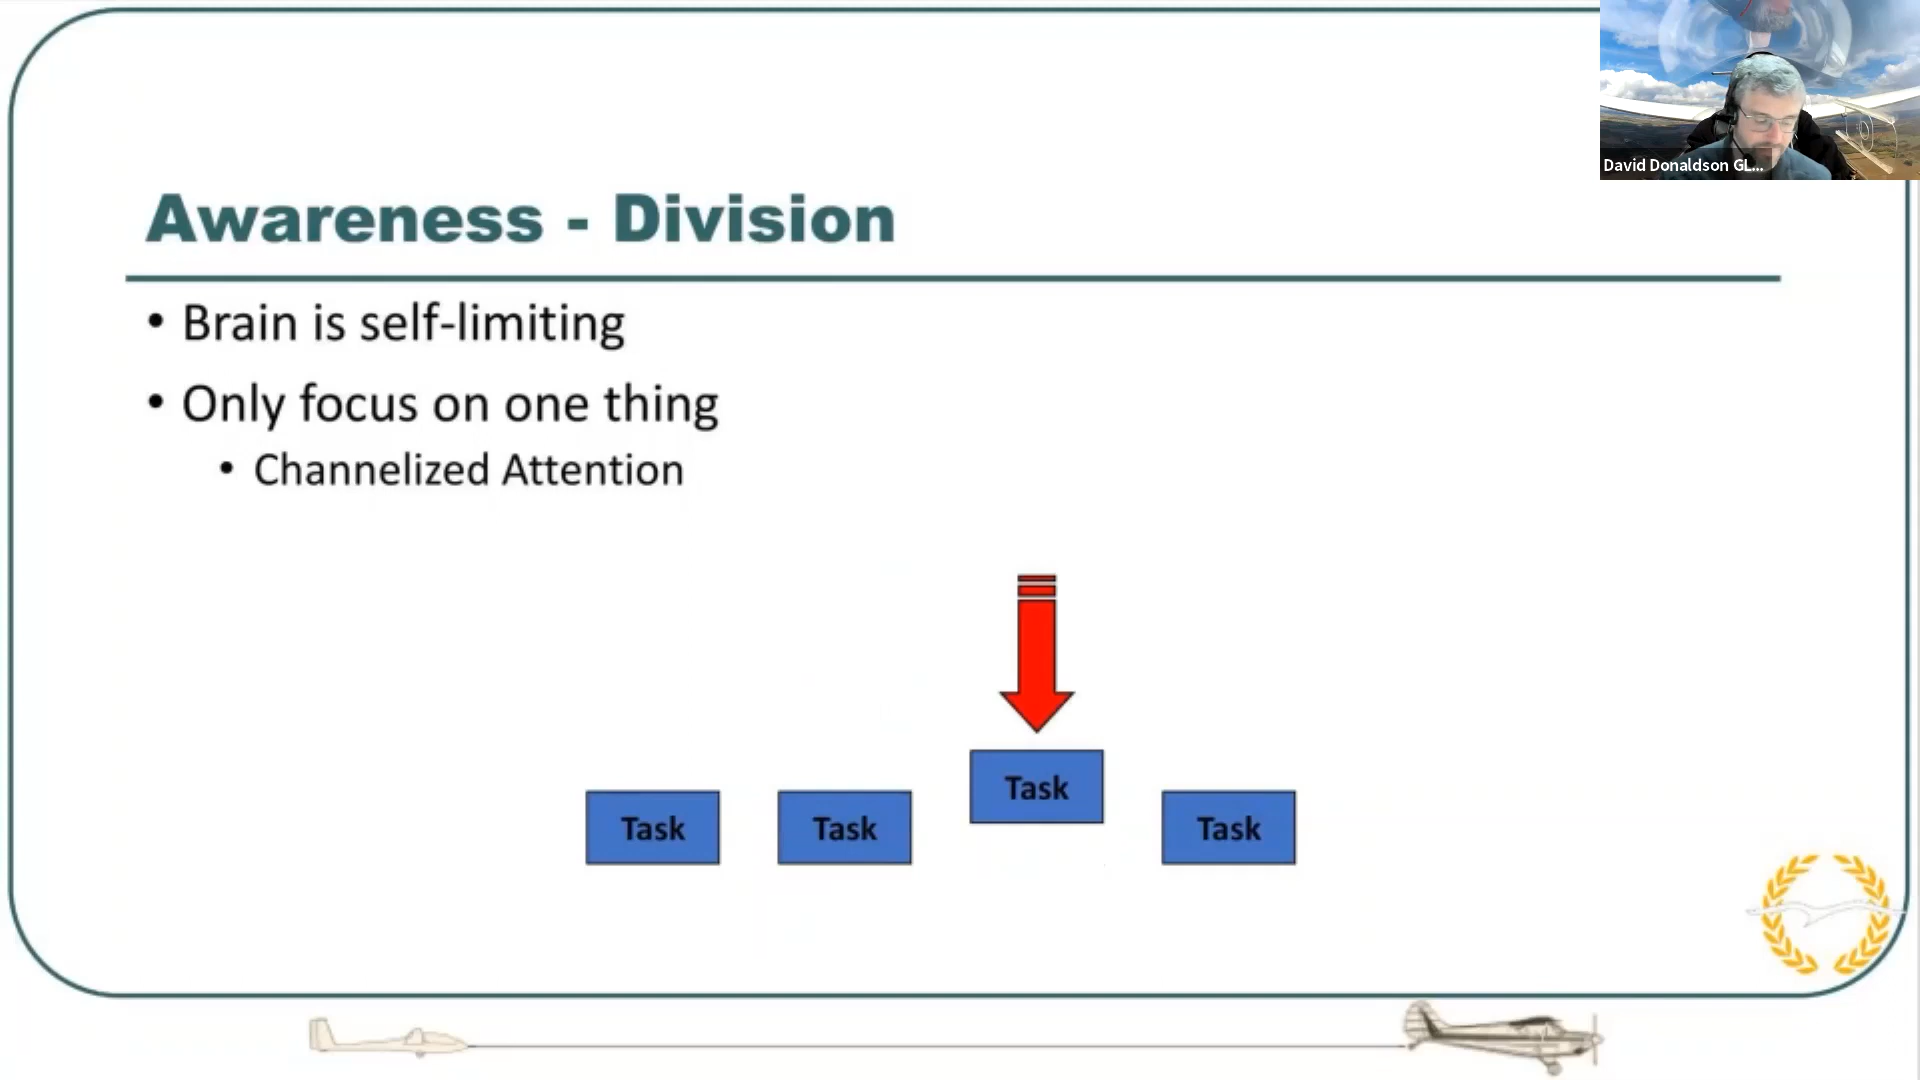 David Donaldson GL...
Awareness - Division
• Brain is self-limiting
• Only focus on one thing
• Channelized Attention
Task
Task
Task
Task